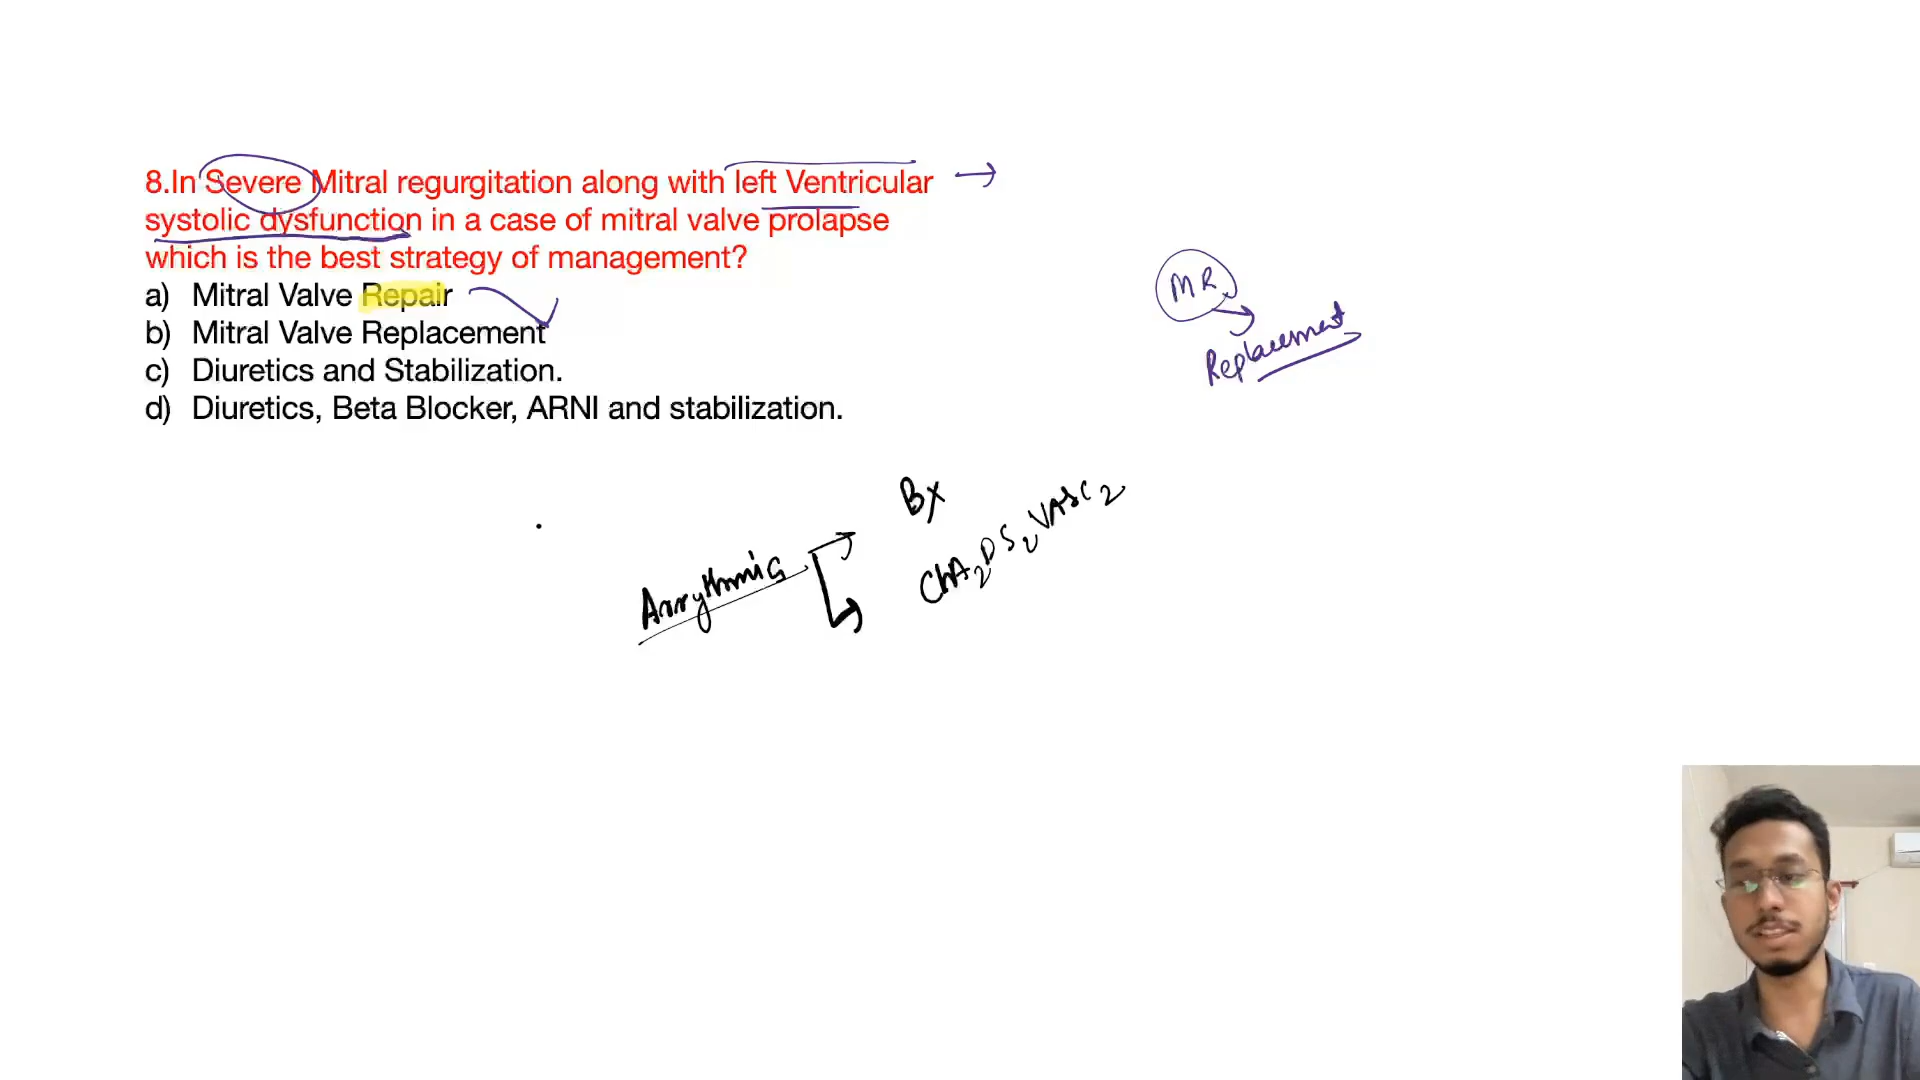 8.In Severe Mitral regurgitation along with left Ventricular →
systolic dysfunction in a case of mitral valve prolapse
which is the best strategy of management?
a) Mitral Valve Repair
b) Mitral Valve Replacement
c) Diuretics and Stabilization.
d) Diuretics, Beta Blocker, ARNI and stabilization.
MR
Replacement
Arrythmia
BX
CHA2DS2VASC2